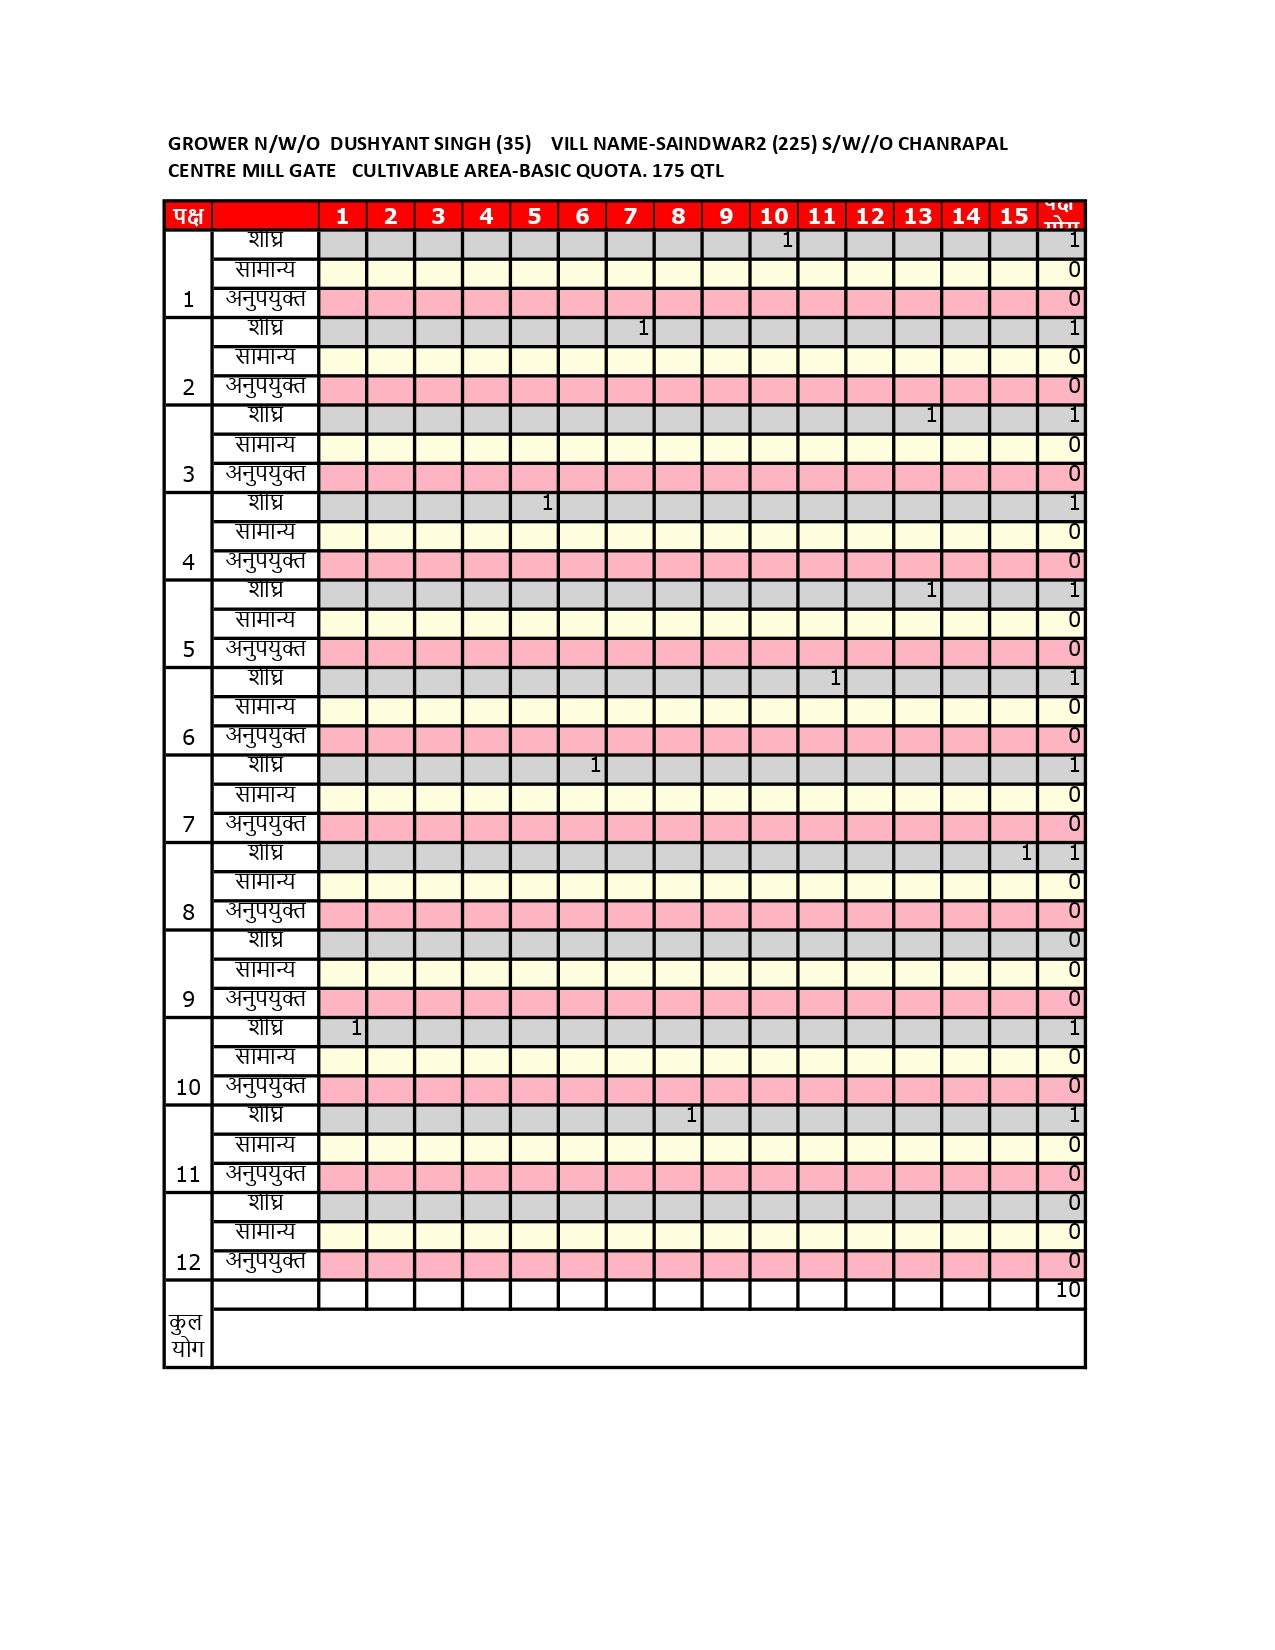 GROWER N/W/O DUSHYANT SINGH (35) VILL NAME-SAINDWAR2 (225) S/W//O CHANRAPAL
CENTRE MILL GATE CULTIVABLE AREA-BASIC QUOTA. 175 QTL
पक्ष 1 2 3 4 5 6 7 8 9 10 11 12 13 14 15 पक्ष योग
शीघ्र 1 1
सामान्य 0
1 अनुपयुक्त 0
शीघ्र 1 1
सामान्य 0
2 अनुपयुक्त 0
शीघ्र 1 1
सामान्य 0
3 अनुपयुक्त 0
शीघ्र 1 1
सामान्य 0
4 अनुपयुक्त 0
शीघ्र 1 1
सामान्य 0
5 अनुपयुक्त 0
शीघ्र 1 1
सामान्य 0
6 अनुपयुक्त 0
शीघ्र 1 1
सामान्य 0
7 अनुपयुक्त 0
शीघ्र 1 1
सामान्य 0
8 अनुपयुक्त 0
शीघ्र 0
सामान्य 0
9 अनुपयुक्त 0
शीघ्र 1 1
सामान्य 0
10 अनुपयुक्त 0
शीघ्र 1 1
सामान्य 0
11 अनुपयुक्त 0
शीघ्र 0
सामान्य 0
12 अनुपयुक्त 0
10
कुल
योग